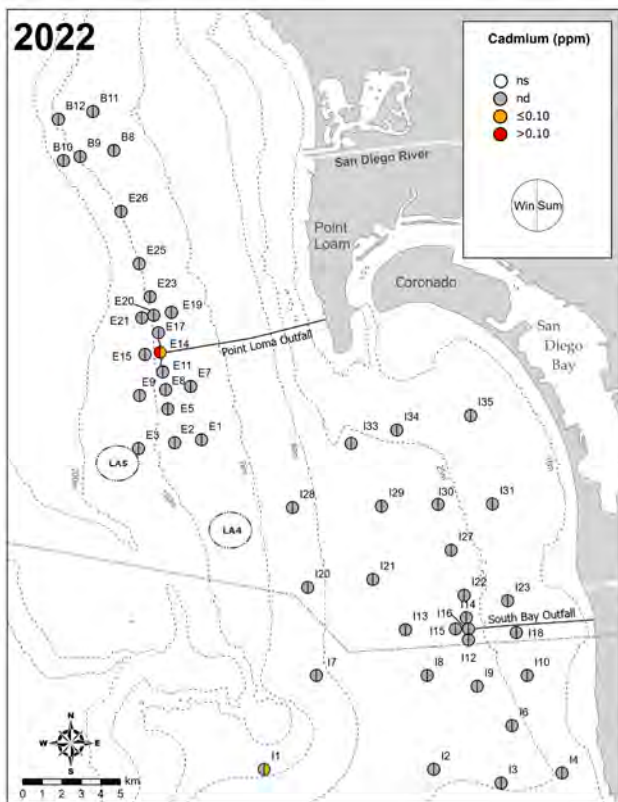 2022
Cadmium (ppm)
ns
nd
≤0.10
>0.10
Win Sum
San Diego River
Point
Loam
Coronado
San
Diego
Bay
Point Loma Outfall
South Bay Outfall
B11
B12
B8
B9
B10
E26
E25
E23
E20
E19
E21
E17
E14
E15
E11
E7
E8
E9
E5
E1
E2
E3
LA5
LA4
I35
I34
I33
I28
I29
I30
I31
I27
I21
I20
I22
I23
I14
I16
I13
I15
I18
I12
I7
I8
I9
I10
I6
I1
I2
I3
I4
N
W E
S
0 1 2 3 4 5 km